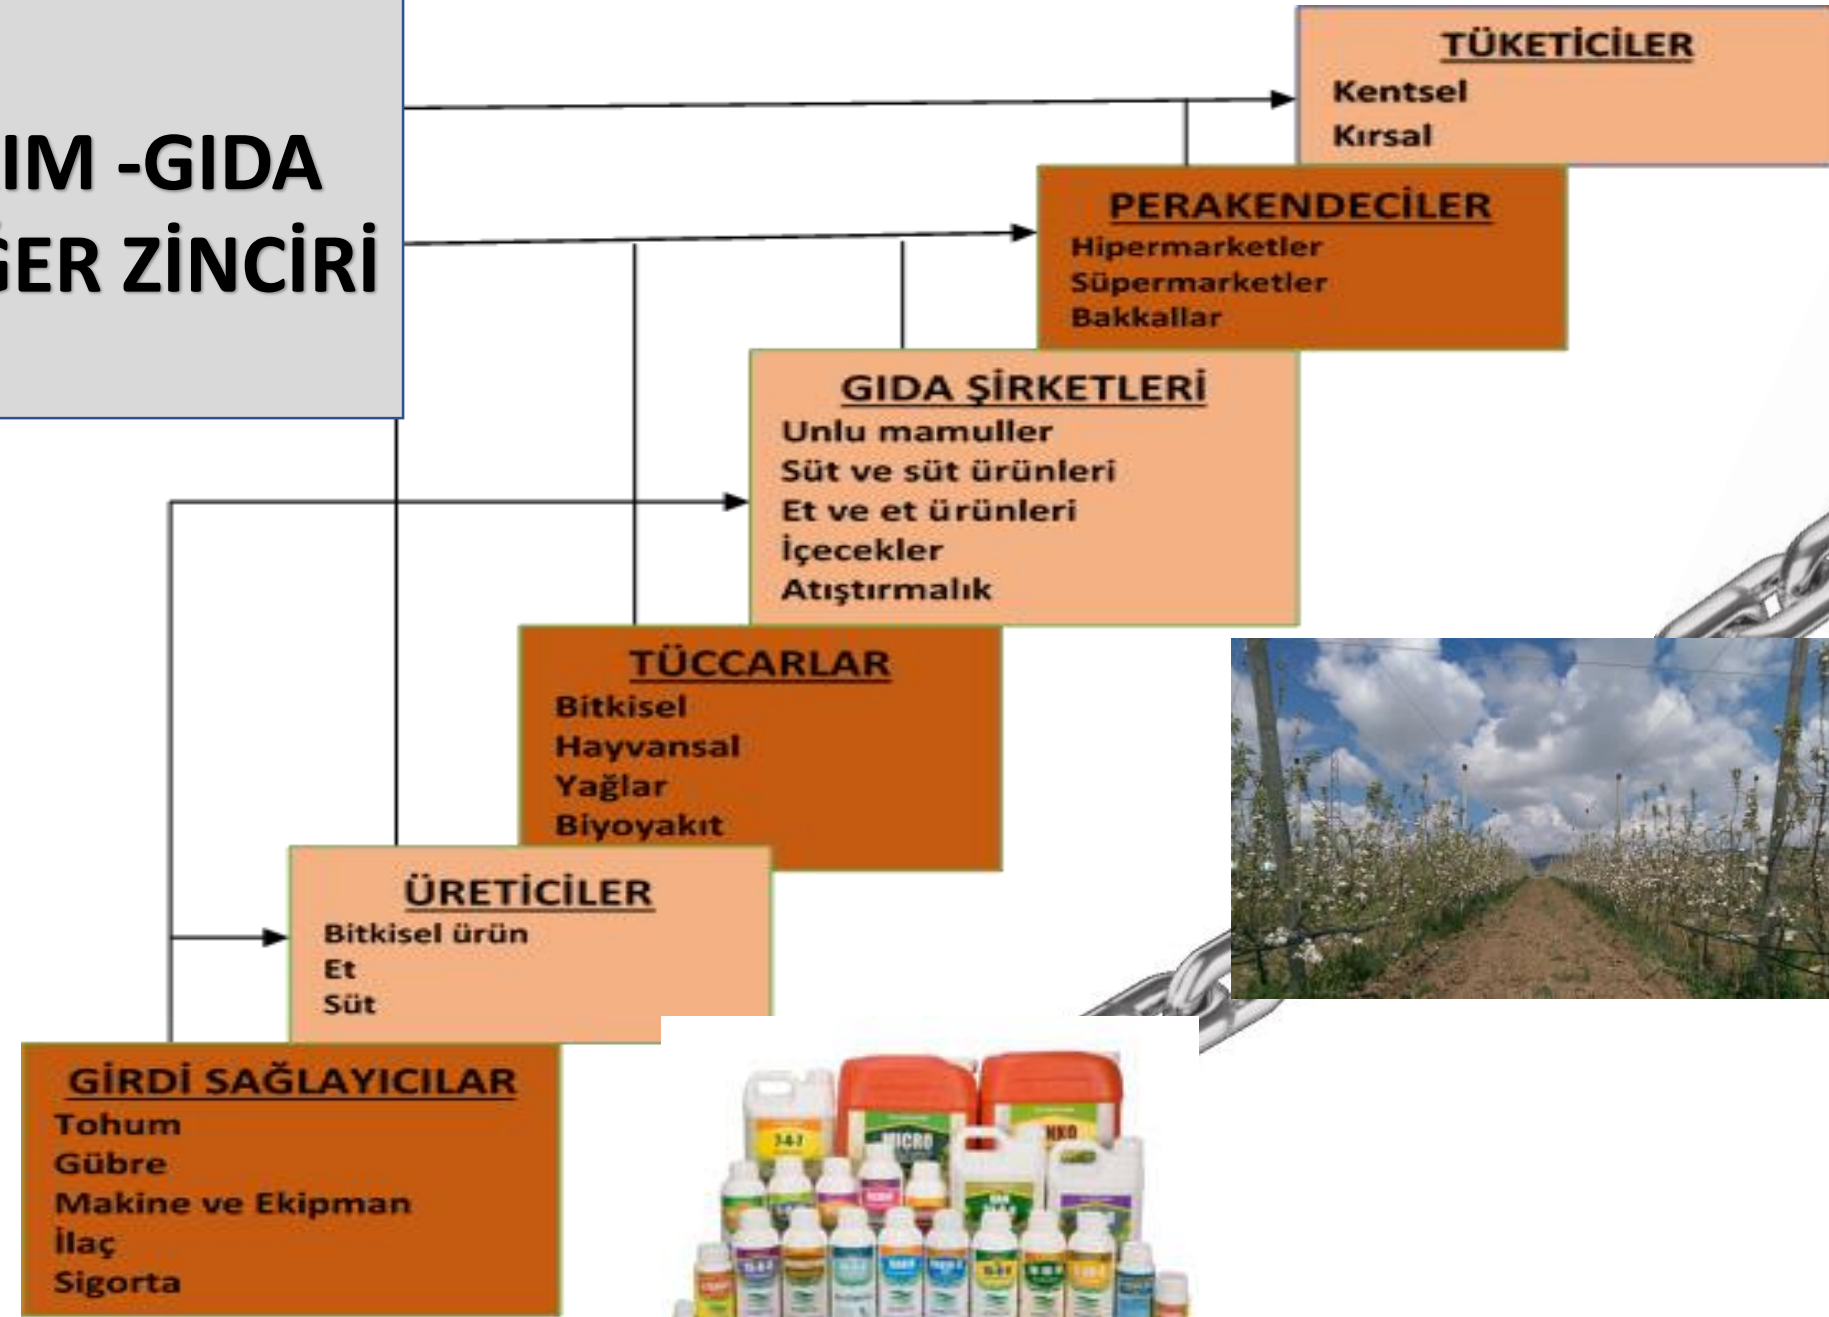 IM -GIDA
ĞER ZİNCİRİ
TÜKETİCİLER
Kentsel
Kırsal
PERAKENDECİLER
Hipermarketler
Süpermarketler
Bakkallar
GIDA ŞİRKETLERİ
Unlu mamuller
Süt ve süt ürünleri
Et ve et ürünleri
İçecekler
Atıştırmalık
TÜCCARLAR
Bitkisel
Hayvansal
Yağlar
Biyoyakıt
ÜRETİCİLER
Bitkisel ürün
Et
Süt
GİRDİ SAĞLAYICILAR
Tohum
Gübre
Makine ve Ekipman
İlaç
Sigorta
MICRO